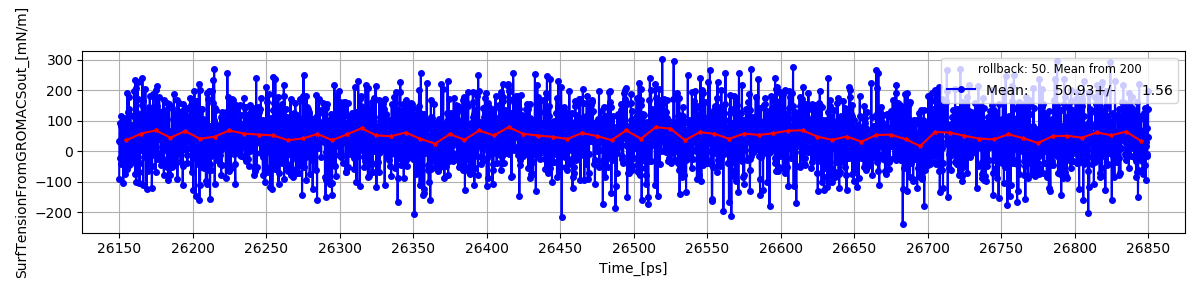 SurfTensionFromGROMACSout_[mN/m]
300
200
100
0
−100
−200
rollback: 50. Mean from 200
Mean: 50.93+/- 1.56
26150 26200 26250 26300 26350 26400 26450 26500 26550 26600 26650 26700 26750 26800 26850
Time_[ps]